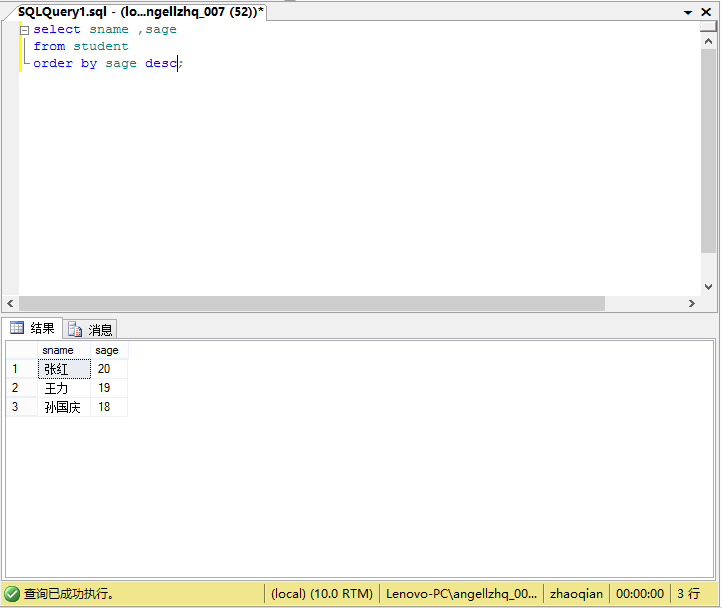 SQLQuery1.sql - (lo...ngellzhq_007 (52))*
select sname ,sage
from student
order by sage desc;
结果 消息
sname sage
1 张红 20
2 王力 19
3 孙国庆 18
查询已成功执行。 (local) (10.0 RTM) Lenovo-PC\angellzhq_00... zhaoqian 00:00:00 3 行